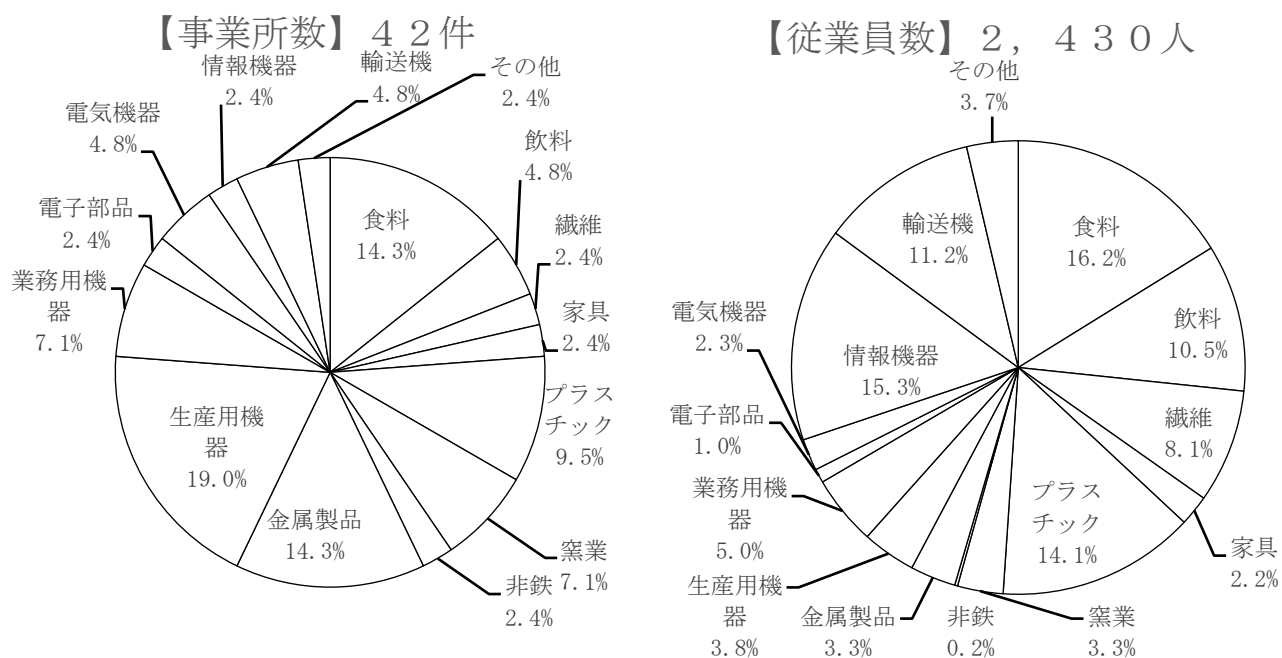 【事業所数】４２件
情報機器
2.4%
輸送機
4.8%
その他
2.4%
電気機器
4.8%
飲料
4.8%
電子部品
2.4%
食料
14.3%
繊維
2.4%
業務用機
器
7.1%
家具
2.4%
プラス
チック
9.5%
生産用機
器
19.0%
金属製品
14.3%
窯業
7.1%
非鉄
2.4%
【従業員数】２，４３０人
その他
3.7%
輸送機
11.2%
食料
16.2%
飲料
10.5%
電気機器
2.3%
情報機器
15.3%
繊維
8.1%
電子部品
1.0%
業務用機
器
5.0%
プラス
チック
14.1%
家具
2.2%
生産用機
器
3.8%
金属製品
3.3%
非鉄
0.2%
窯業
3.3%